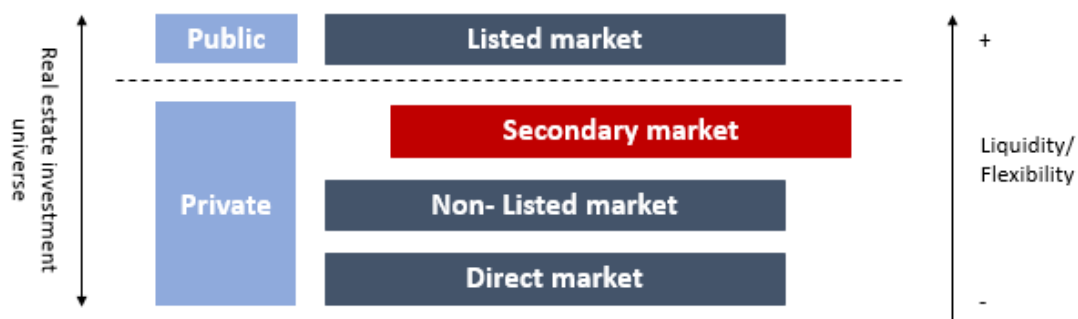 Real estate investment
universe
Public
Listed market
+
Secondary market
Liquidity/
Flexibility
Private
Non- Listed market
Direct market
-